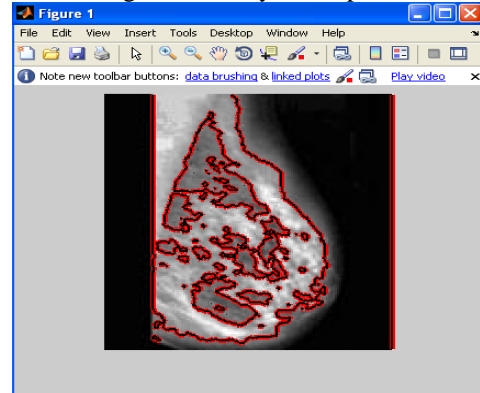 Figure 1
File Edit View Insert Tools Desktop Window Help
Note new toolbar buttons: data brushing & linked plots Play video